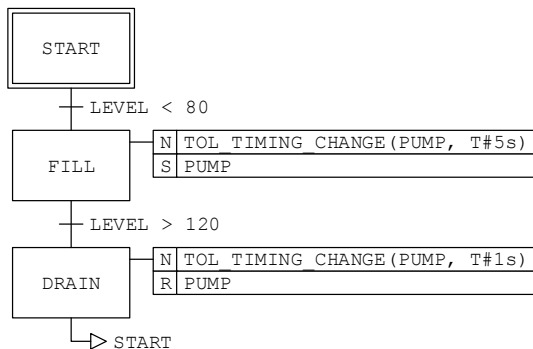 START
LEVEL < 80
FILL
N TOL_TIMING_CHANGE(PUMP, T#5s)
S PUMP
LEVEL > 120
DRAIN
N TOL_TIMING_CHANGE(PUMP, T#1s)
R PUMP
START